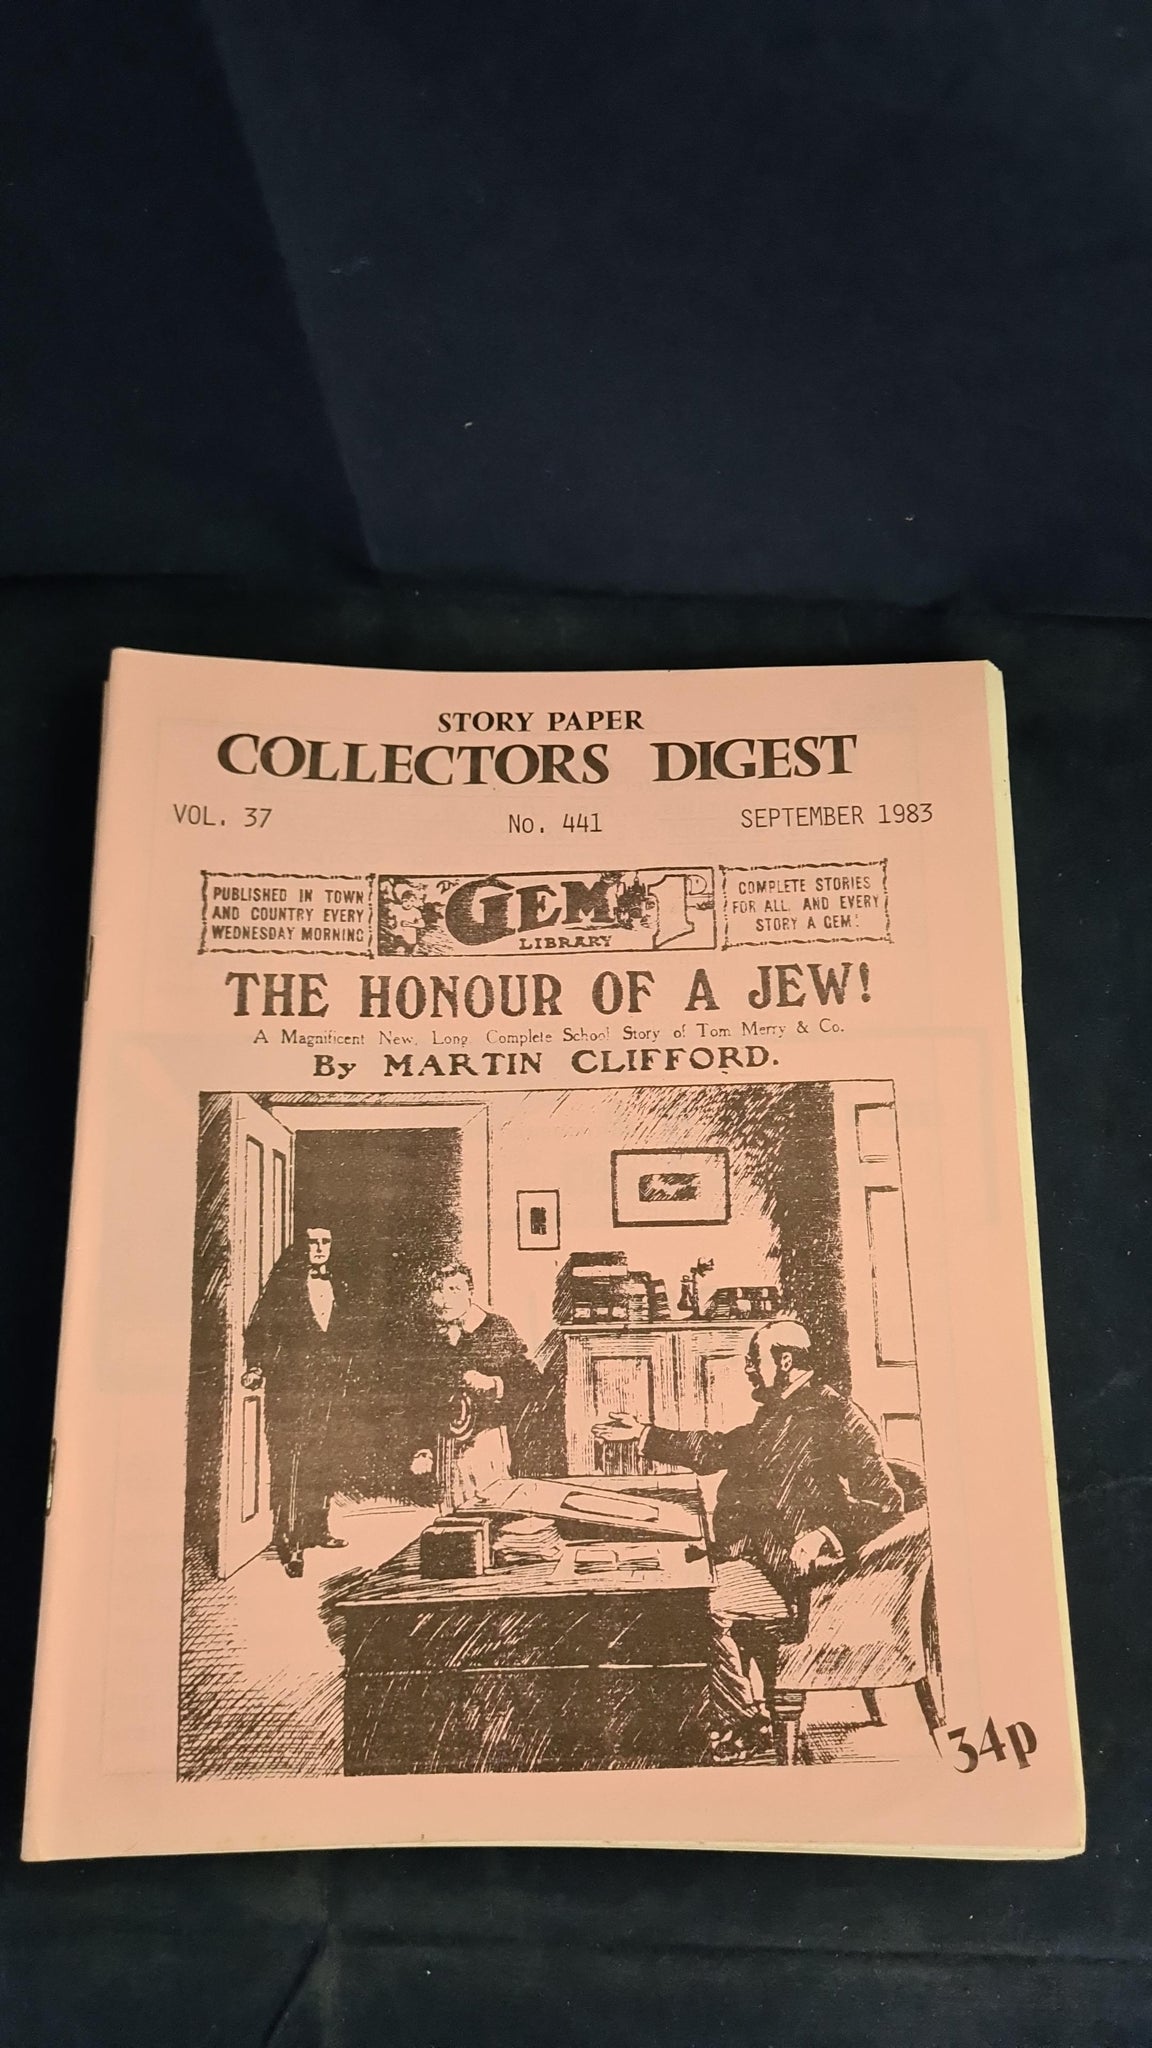 STORY PAPER
COLLECTORS DIGEST
VOL. 37 No. 441 SEPTEMBER 1983
PUBLISHED IN TOWN
AND COUNTRY EVERY
WEDNESDAY MORNING
The GEM
LIBRARY
1D
COMPLETE STORIES
FOR ALL, AND EVERY
STORY A GEM!
THE HONOUR OF A JEW!
A Magnificent New, Long, Complete School Story of Tom Merry & Co.
By MARTIN CLIFFORD.
34p